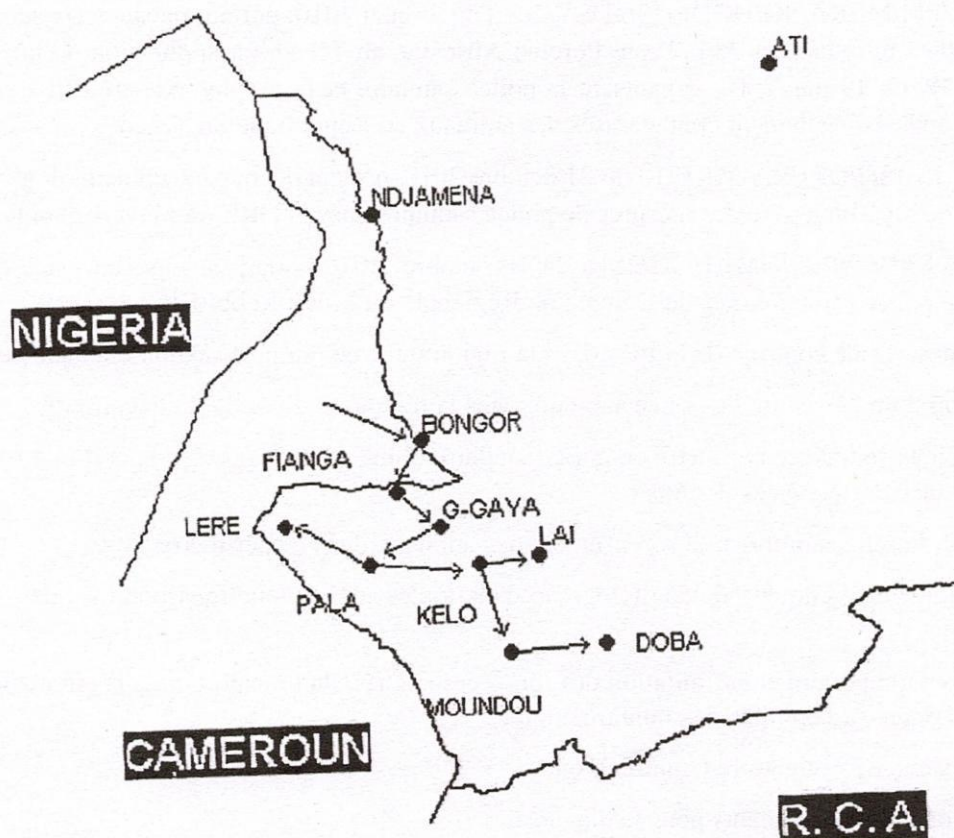 ATI
NDJAMENA
NIGERIA
BONGOR
FIANGA
G-GAYA
LERE
LAI
PALA
KELO
DOBA
MOUNDOU
CAMEROUN
R. C. A.